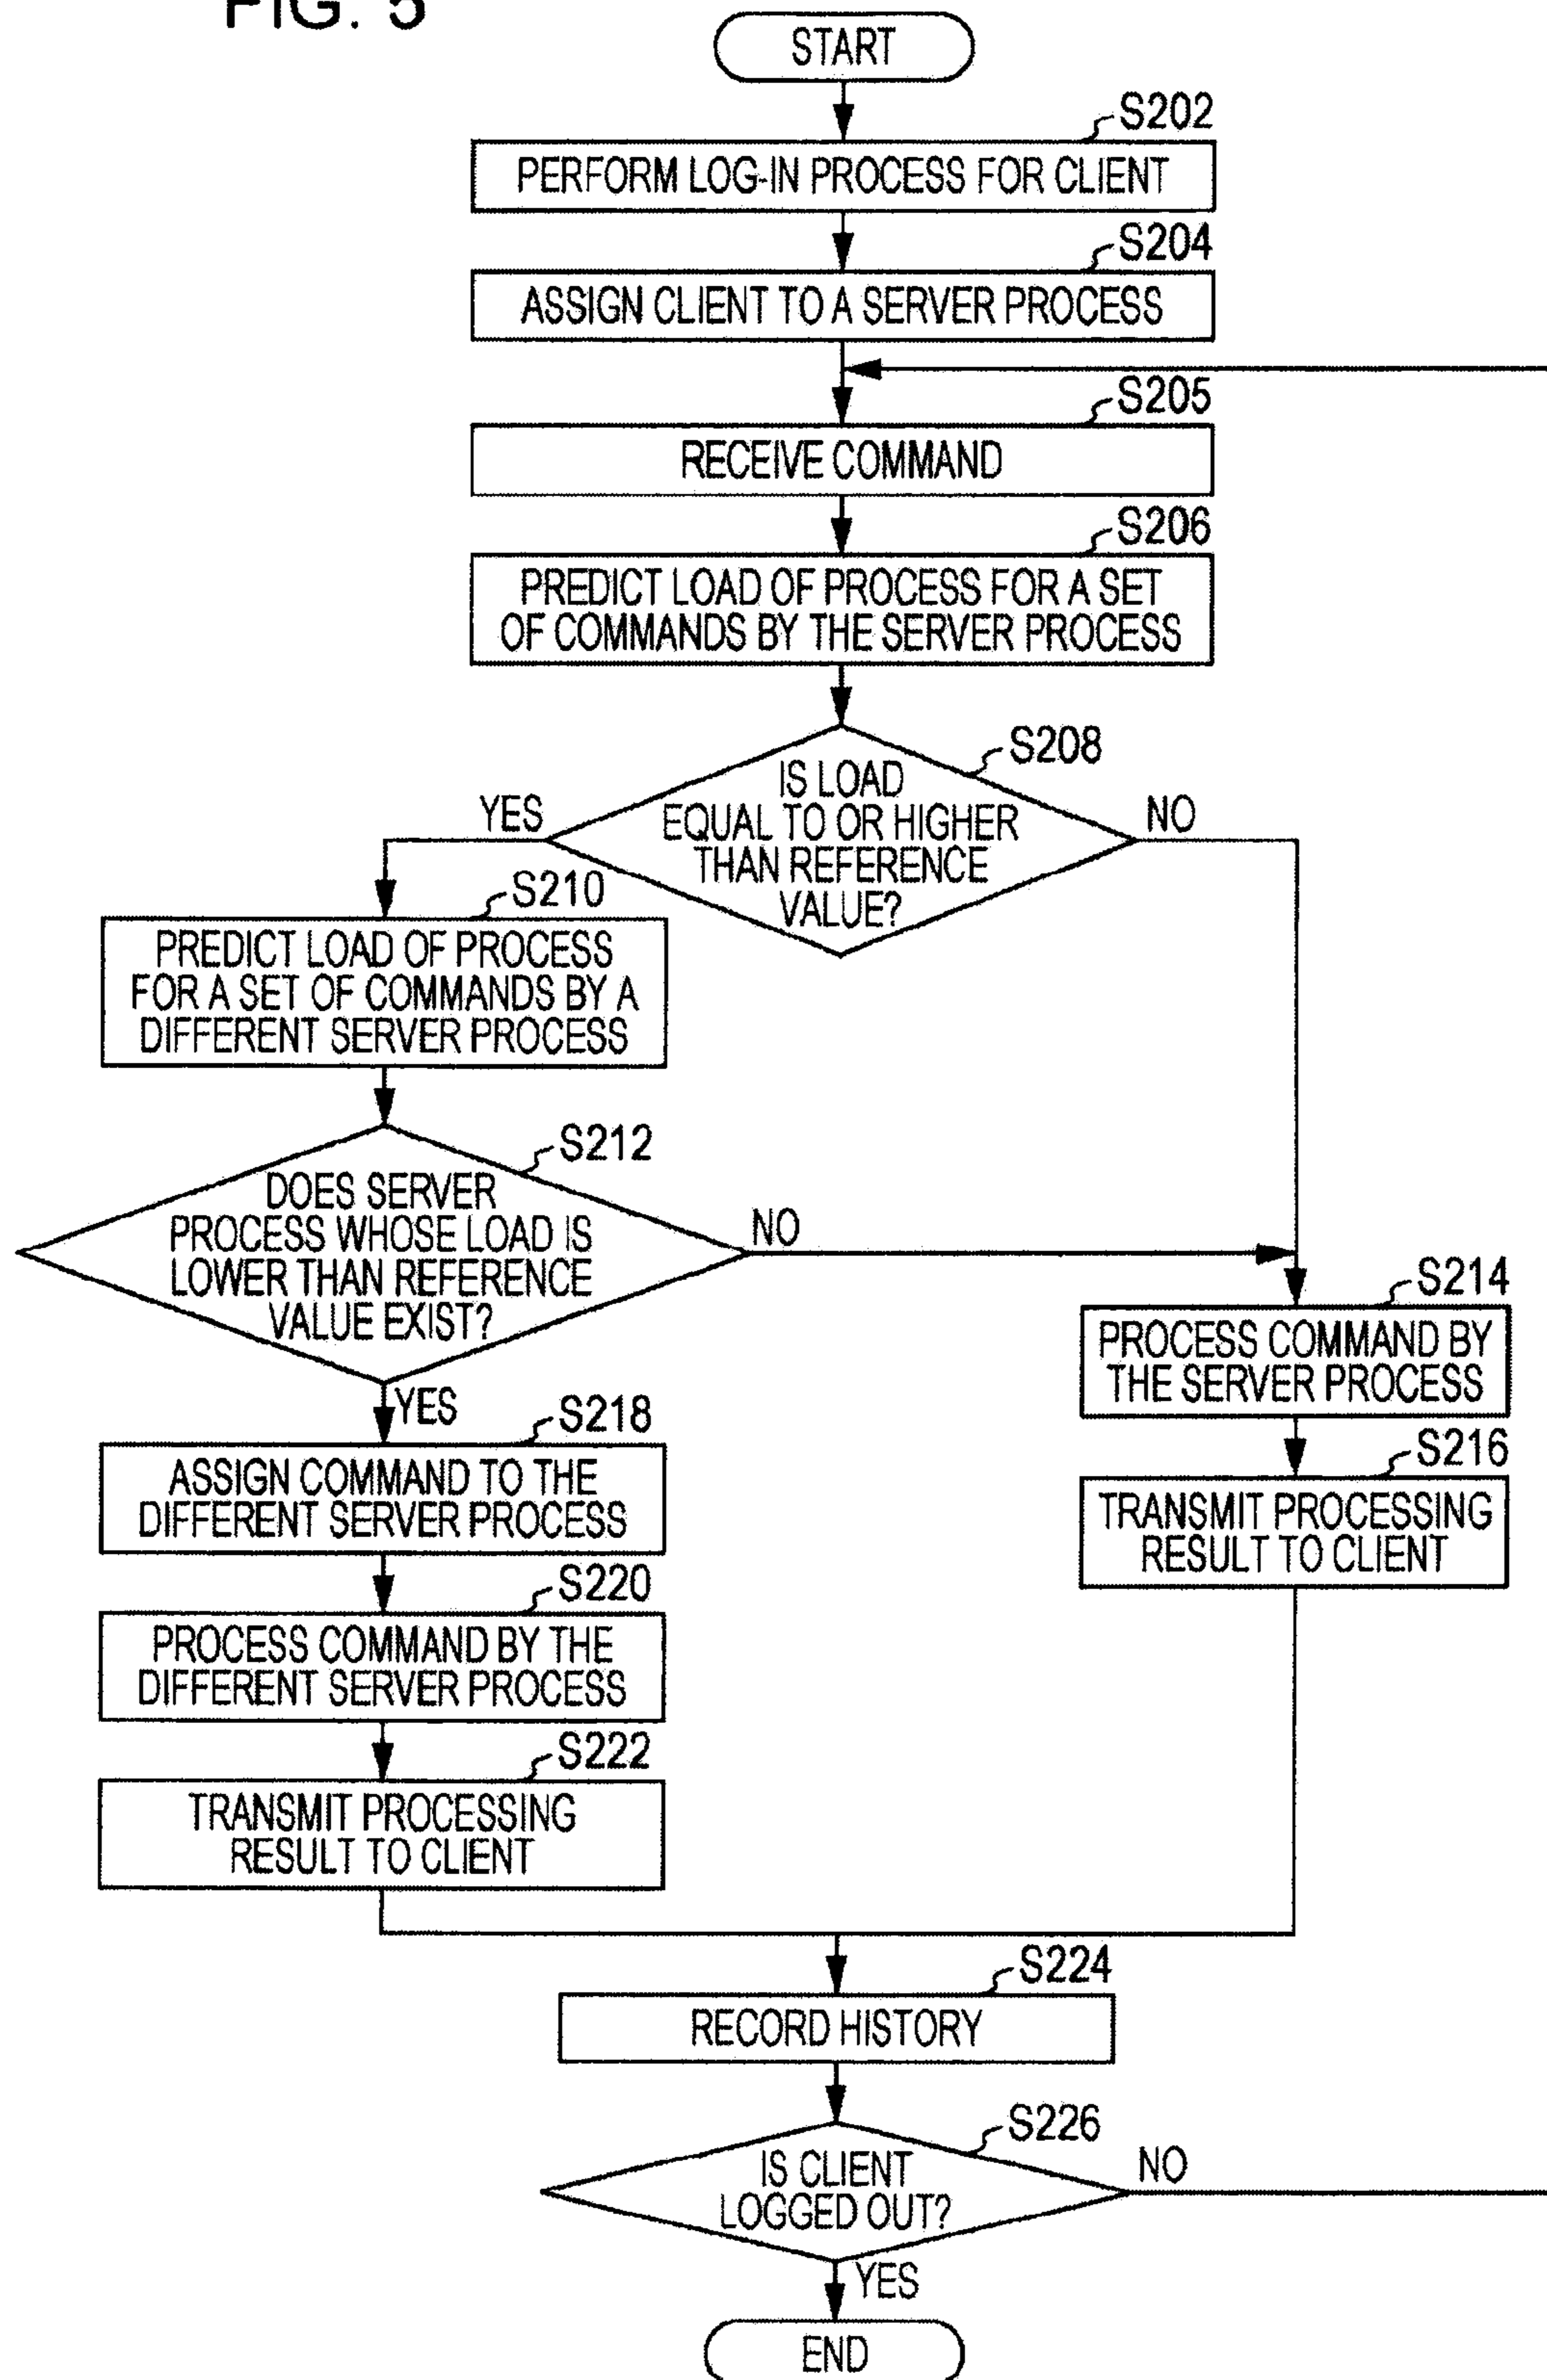 FIG. 5
START
S202
PERFORM LOG-IN PROCESS FOR CLIENT
S204
ASSIGN CLIENT TO A SERVER PROCESS
S205
RECEIVE COMMAND
S206
PREDICT LOAD OF PROCESS FOR A SET
OF COMMANDS BY THE SERVER PROCESS
S208
IS LOAD
EQUAL TO OR HIGHER
THAN REFERENCE
VALUE?
YES
NO
S210
PREDICT LOAD OF PROCESS
FOR A SET OF COMMANDS BY A
DIFFERENT SERVER PROCESS
S212
DOES SERVER
PROCESS WHOSE LOAD IS
LOWER THAN REFERENCE
VALUE EXIST?
NO
YES
S214
PROCESS COMMAND BY
THE SERVER PROCESS
S216
TRANSMIT PROCESSING
RESULT TO CLIENT
S218
ASSIGN COMMAND TO THE
DIFFERENT SERVER PROCESS
S220
PROCESS COMMAND BY THE
DIFFERENT SERVER PROCESS
S222
TRANSMIT PROCESSING
RESULT TO CLIENT
S224
RECORD HISTORY
S226
IS CLIENT
LOGGED OUT?
NO
YES
END